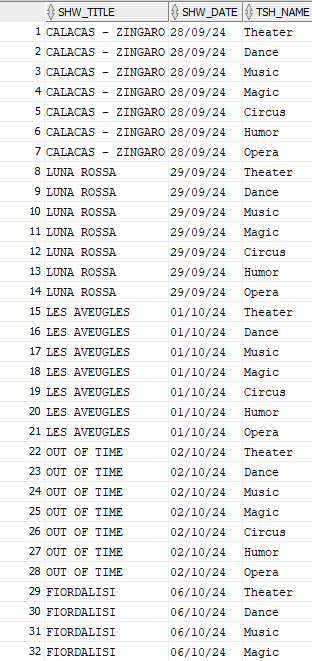 SHW_TITLE SHW_DATE TSH_NAME
1 CALACAS - ZINGARO 28/09/24 Theater
2 CALACAS - ZINGARO 28/09/24 Dance
3 CALACAS - ZINGARO 28/09/24 Music
4 CALACAS - ZINGARO 28/09/24 Magic
5 CALACAS - ZINGARO 28/09/24 Circus
6 CALACAS - ZINGARO 28/09/24 Humor
7 CALACAS - ZINGARO 28/09/24 Opera
8 LUNA ROSSA 29/09/24 Theater
9 LUNA ROSSA 29/09/24 Dance
10 LUNA ROSSA 29/09/24 Music
11 LUNA ROSSA 29/09/24 Magic
12 LUNA ROSSA 29/09/24 Circus
13 LUNA ROSSA 29/09/24 Humor
14 LUNA ROSSA 29/09/24 Opera
15 LES AVEUGLES 01/10/24 Theater
16 LES AVEUGLES 01/10/24 Dance
17 LES AVEUGLES 01/10/24 Music
18 LES AVEUGLES 01/10/24 Magic
19 LES AVEUGLES 01/10/24 Circus
20 LES AVEUGLES 01/10/24 Humor
21 LES AVEUGLES 01/10/24 Opera
22 OUT OF TIME 02/10/24 Theater
23 OUT OF TIME 02/10/24 Dance
24 OUT OF TIME 02/10/24 Music
25 OUT OF TIME 02/10/24 Magic
26 OUT OF TIME 02/10/24 Circus
27 OUT OF TIME 02/10/24 Humor
28 OUT OF TIME 02/10/24 Opera
29 FIORDALISI 06/10/24 Theater
30 FIORDALISI 06/10/24 Dance
31 FIORDALISI 06/10/24 Music
32 FIORDALISI 06/10/24 Magic